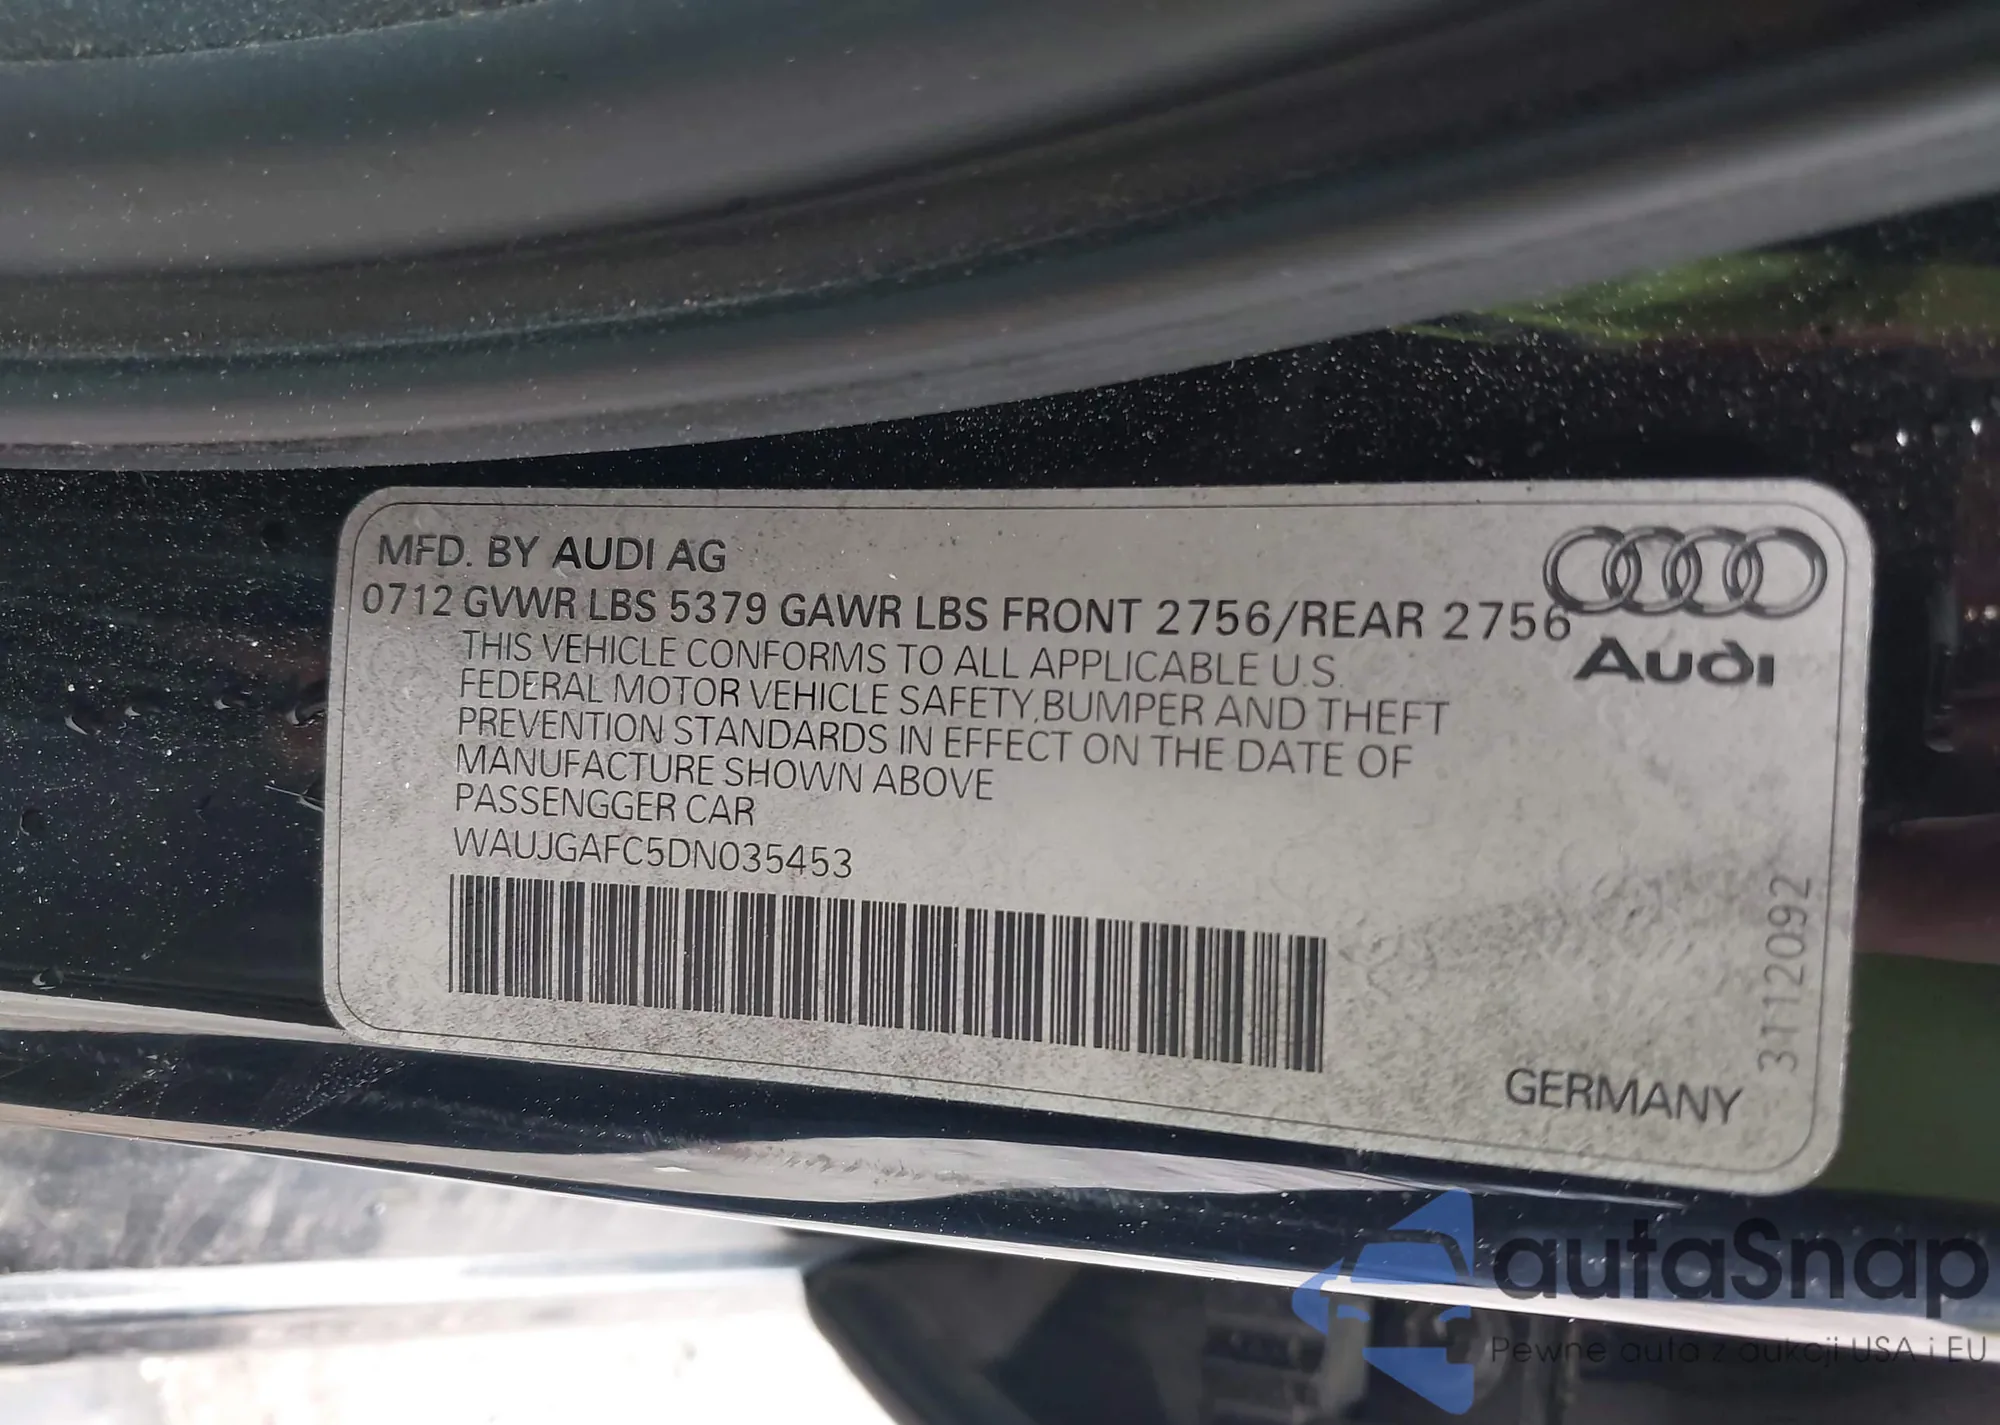 MFD. BY AUDI AG
0712 GVWR LBS 5379 GAWR LBS FRONT 2756/REAR 2756
Audi
THIS VEHICLE CONFORMS TO ALL APPLICABLE U.S.
FEDERAL MOTOR VEHICLE SAFETY,BUMPER AND THEFT
PREVENTION STANDARDS IN EFFECT ON THE DATE OF
MANUFACTURE SHOWN ABOVE
PASSENGGER CAR
WAUJGAFC5DN035453
3112092
GERMANY
autaSnap
Pewne auta z aukcji USA i EU